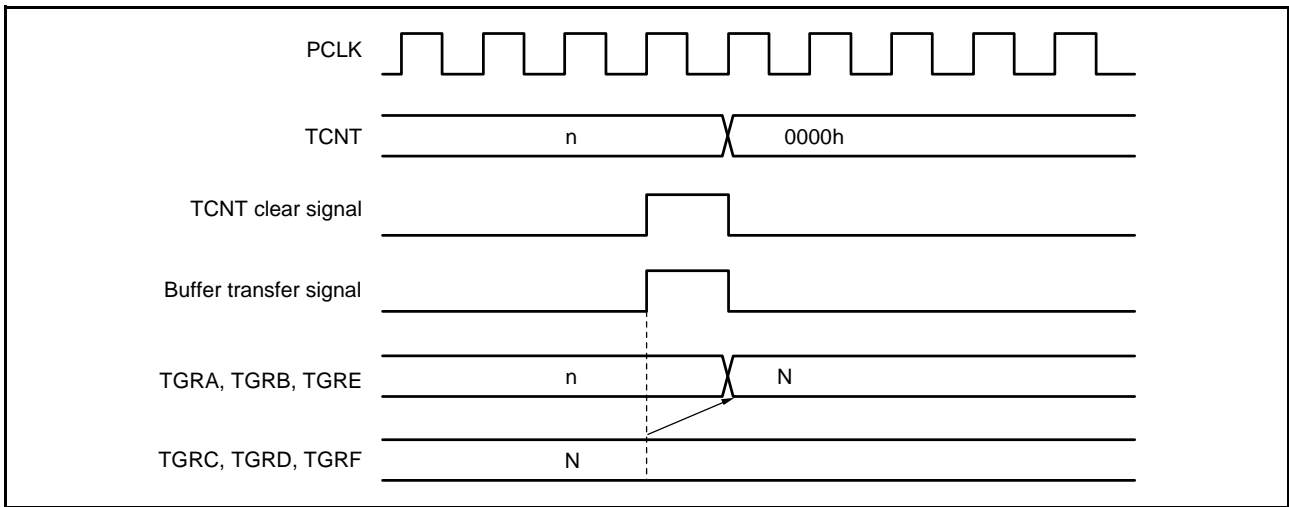 PCLK
TCNT
n
0000h
TCNT clear signal
Buffer transfer signal
TGRA, TGRB, TGRE
n
N
TGRC, TGRD, TGRF
N